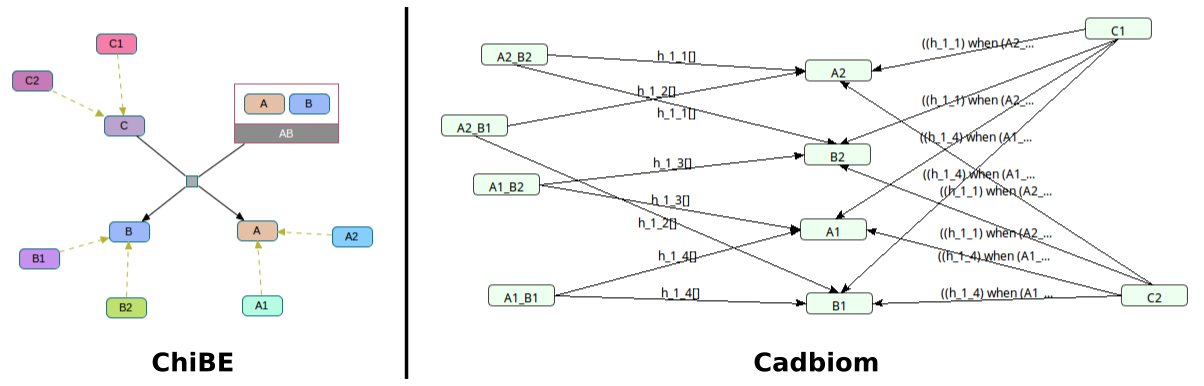 C1
C2
A
B
C
AB
B
A
A2
B1
B2
A1
ChiBE
C1
A2_B2
((h_1_1) when (A2_...
h_1_1[]
A2
h_1_2[]
((h_1_1) when (A2_...
h_1_1[]
A2_B1
((h_1_4) when (A1_...
B2
h_1_3[]
((h_1_4) when (A1_...
A1_B2
((h_1_1) when (A2_...
h_1_3[]
h_1_2[]
A1
((h_1_1) when (A2_...
h_1_4[]
((h_1_4) when (A1_...
A1_B1
h_1_4[]
((h_1_4) when (A1_...
C2
B1
Cadbiom